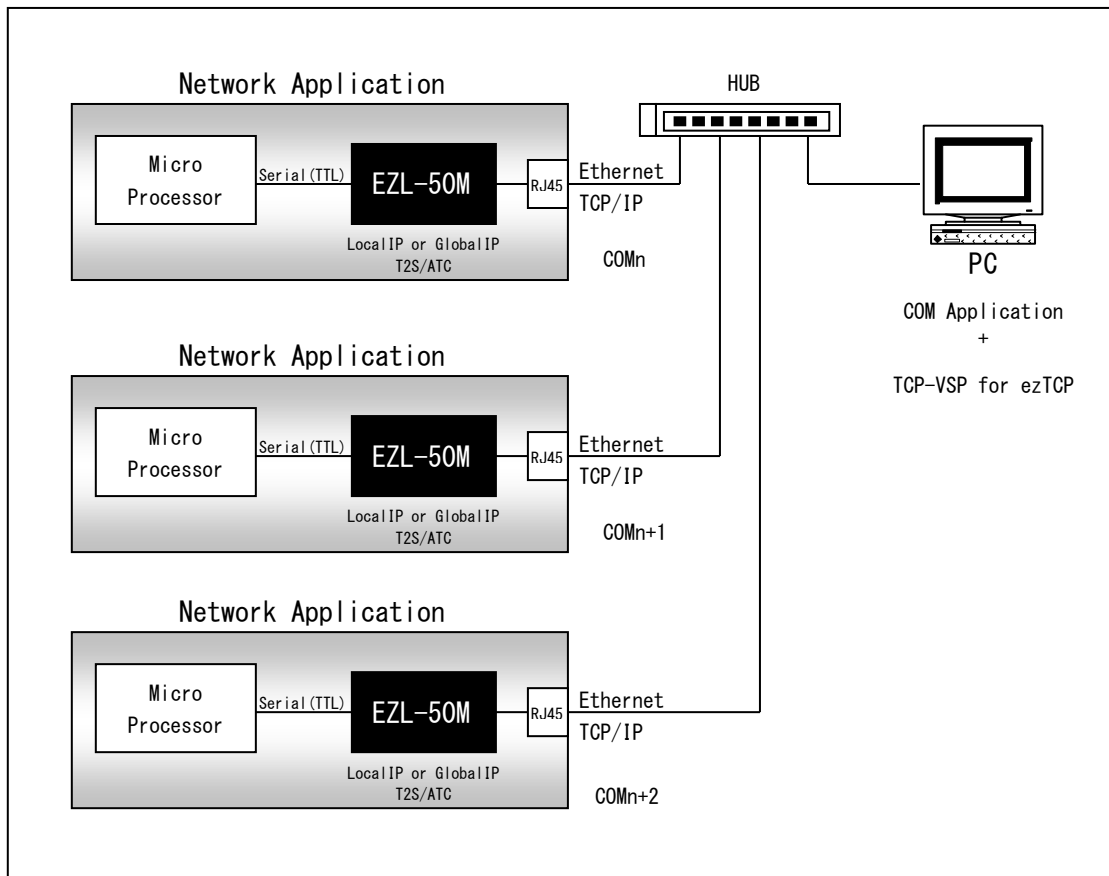 Network Application
HUB
Micro
Processor
Serial(TTL)
EZL-50M
RJ45
Ethernet
TCP/IP
LocalIP or GlobalIP
T2S/ATC
COMn
PC
COM Application
+
TCP-VSP for ezTCP
Network Application
Micro
Processor
Serial(TTL)
EZL-50M
RJ45
Ethernet
TCP/IP
LocalIP or GlobalIP
T2S/ATC
COMn+1
Network Application
Micro
Processor
Serial(TTL)
EZL-50M
RJ45
Ethernet
TCP/IP
LocalIP or GlobalIP
T2S/ATC
COMn+2